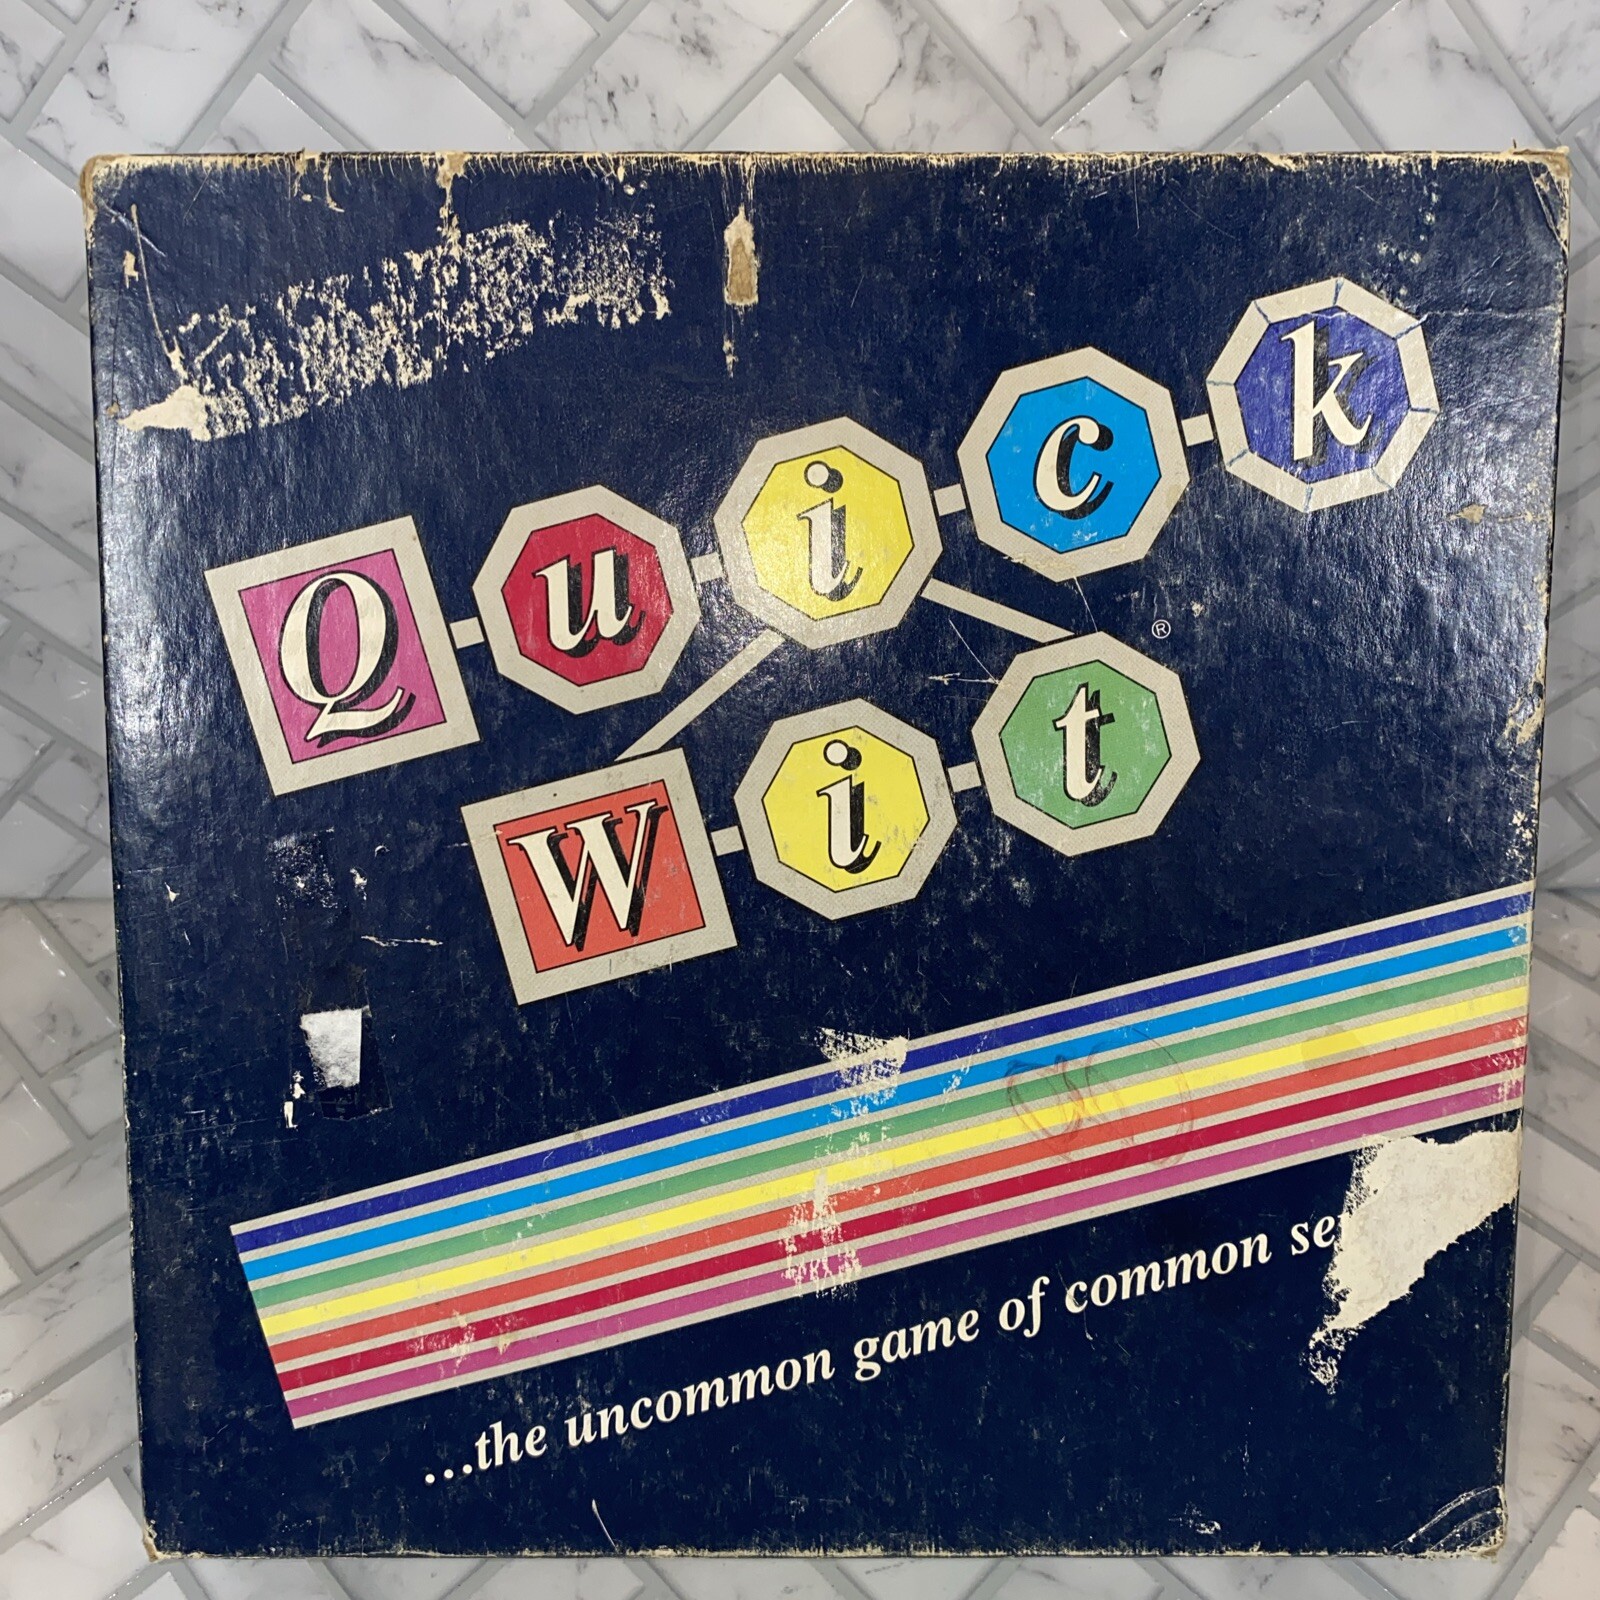 Quick
Wit®
...the uncommon game of common se